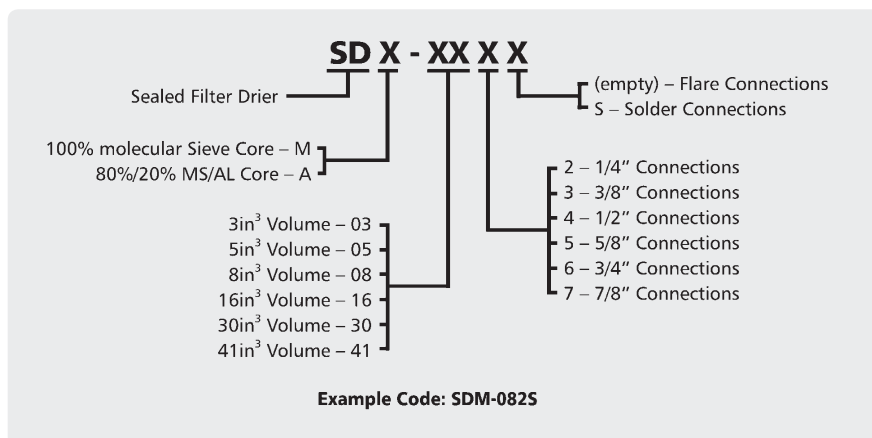 SD X - XX X X
Sealed Filter Drier
(empty) – Flare Connections
S – Solder Connections
100% molecular Sieve Core – M
80%/20% MS/AL Core – A
2 – 1/4” Connections
3 – 3/8” Connections
4 – 1/2” Connections
5 – 5/8” Connections
6 – 3/4” Connections
7 – 7/8” Connections
3in³ Volume – 03
5in³ Volume – 05
8in³ Volume – 08
16in³ Volume – 16
30in³ Volume – 30
41in³ Volume – 41
Example Code: SDM-082S